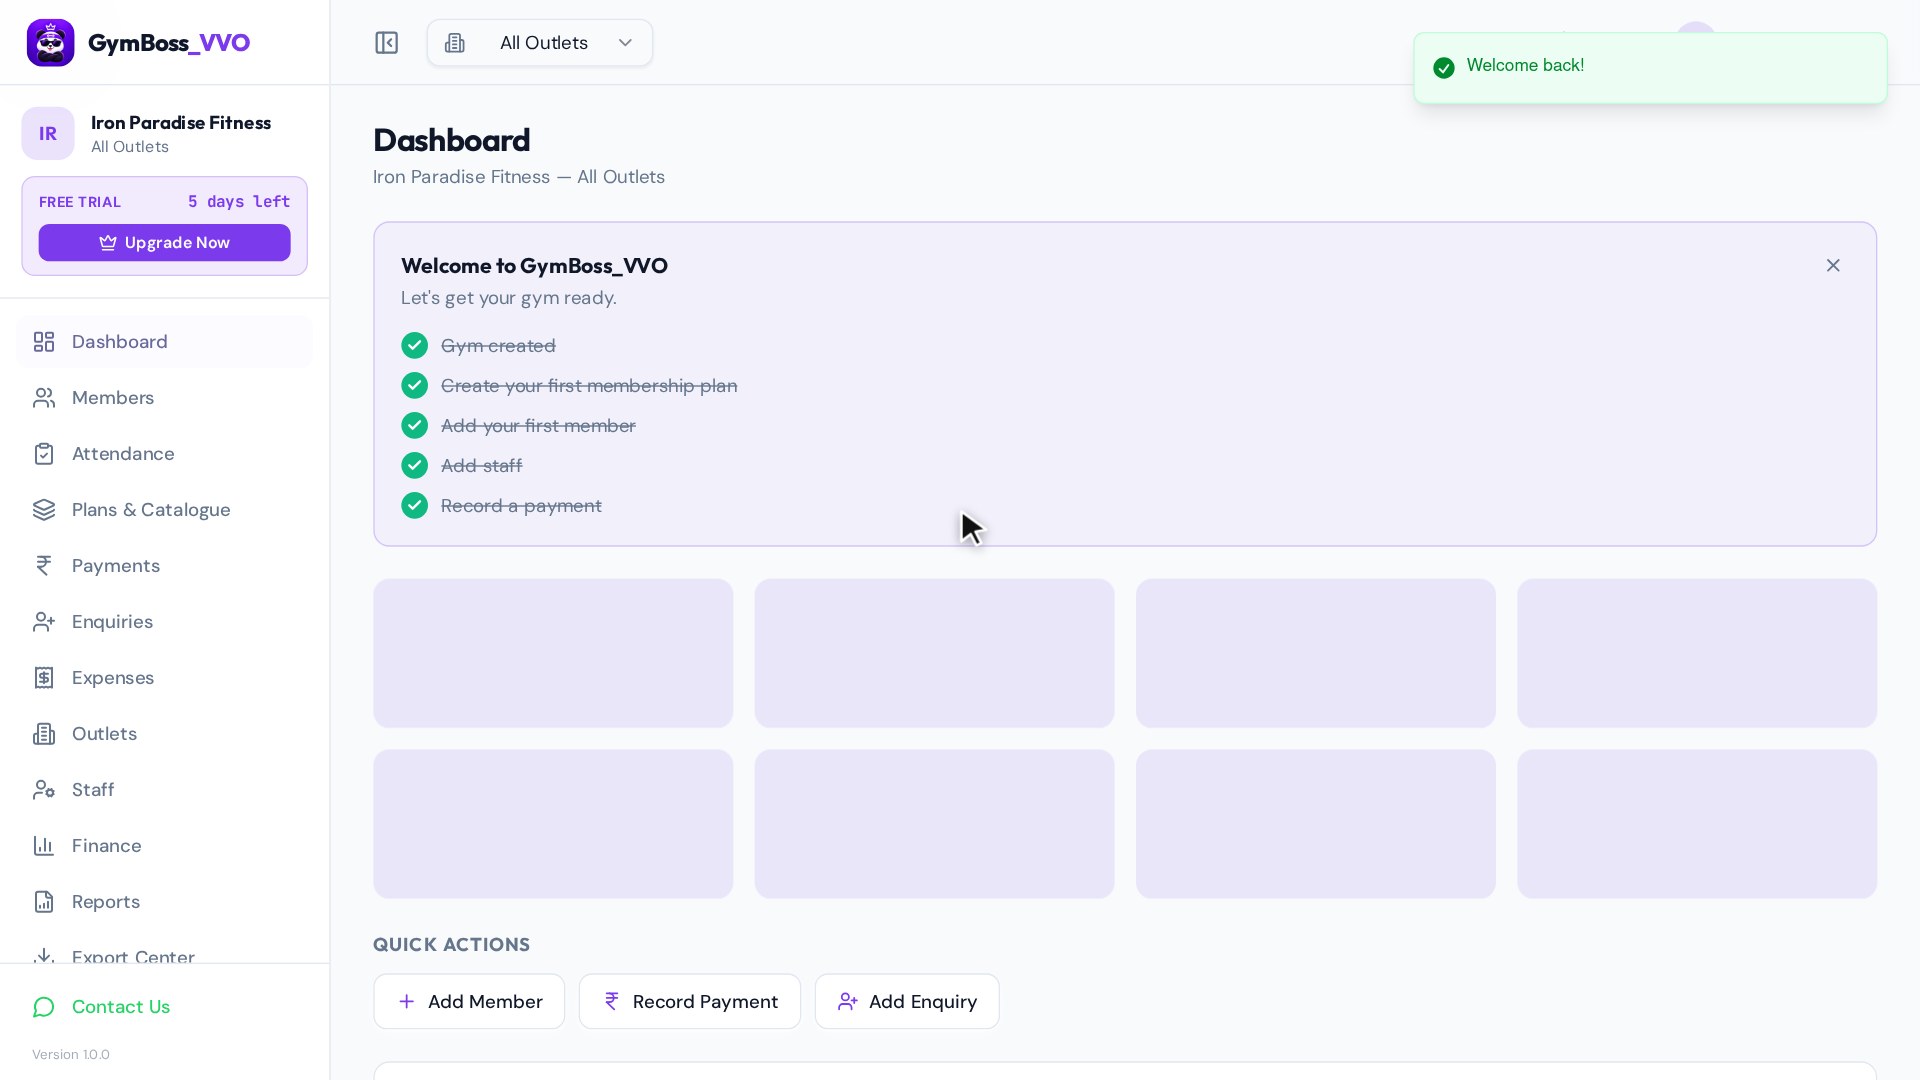 GymBoss_VVO
IR
Iron Paradise Fitness
All Outlets
FREE TRIAL
5 days left
Upgrade Now
Dashboard
Members
Attendance
Plans & Catalogue
Payments
Enquiries
Expenses
Outlets
Staff
Finance
Reports
Export Center
Contact Us
Version 1.0.0
All Outlets
Welcome back!
Dashboard
Iron Paradise Fitness — All Outlets
Welcome to GymBoss_VVO
Let's get your gym ready.
Gym created
Create your first membership plan
Add your first member
Add staff
Record a payment
QUICK ACTIONS
Add Member
Record Payment
Add Enquiry